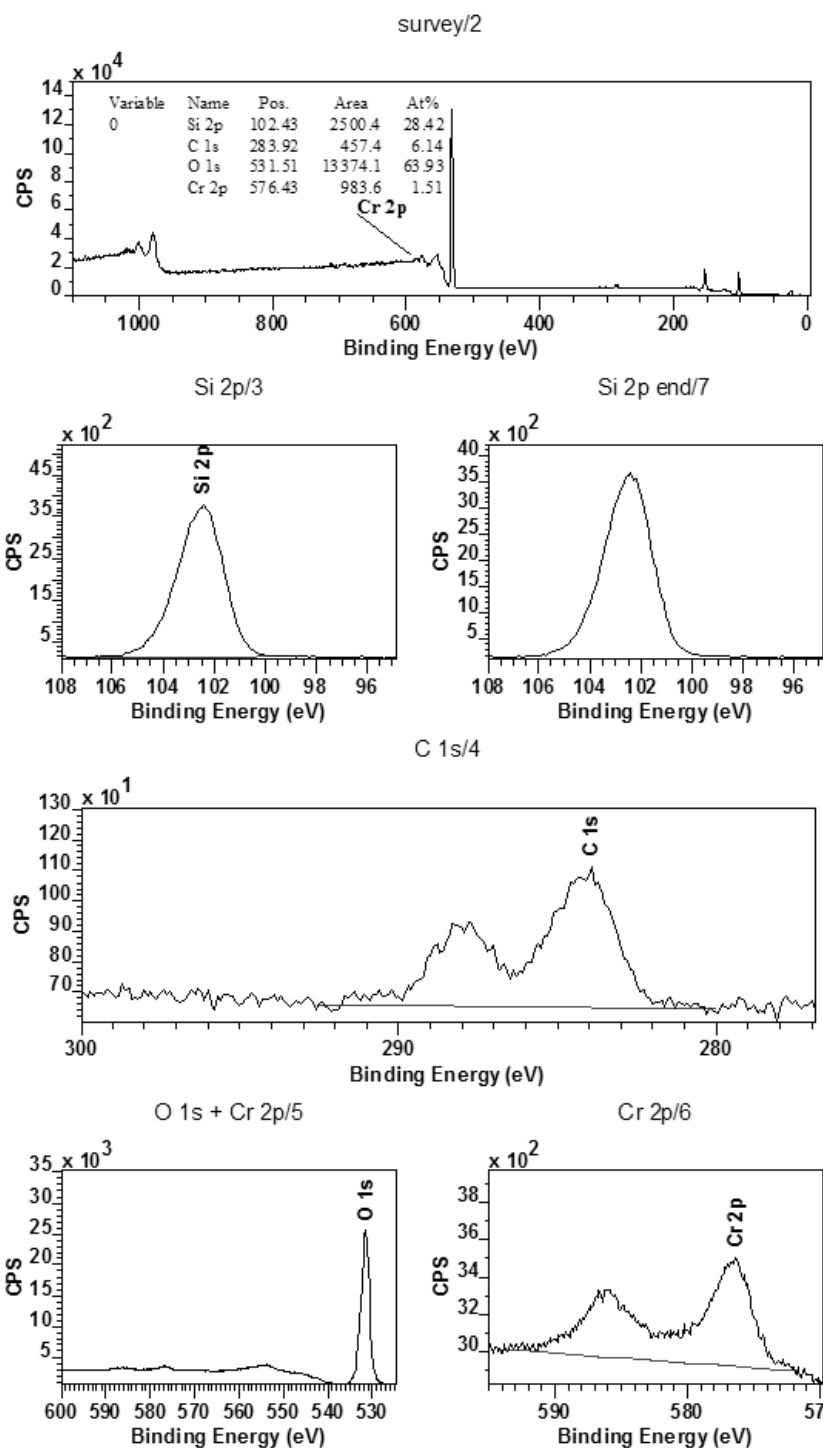 survey/2
x 10^4
14
12
10
8
6
4
2
0
CPS
Variable Name Pos. Area At%
0 Si 2p 102.43 2500.4 28.42
C 1s 283.92 457.4 6.14
O 1s 531.51 13374.1 63.93
Cr 2p 576.43 983.6 1.51
Cr 2p
1000 800 600 400 200 0
Binding Energy (eV)
Si 2p/3
x 10^2
45
35
25
15
5
CPS
Si 2p
108 106 104 102 100 98 96
Binding Energy (eV)
Si 2p end/7
x 10^2
40
35
30
25
20
15
10
5
CPS
108 106 104 102 100 98 96
Binding Energy (eV)
C 1s/4
x 10^1
130
120
110
100
90
80
70
CPS
C 1s
300 290 280
Binding Energy (eV)
O 1s + Cr 2p/5
x 10^3
35
30
25
20
15
10
5
CPS
O 1s
600 590 580 570 560 550 540 530
Binding Energy (eV)
Cr 2p/6
x 10^2
38
36
34
32
30
CPS
Cr 2p
590 580 570
Binding Energy (eV)